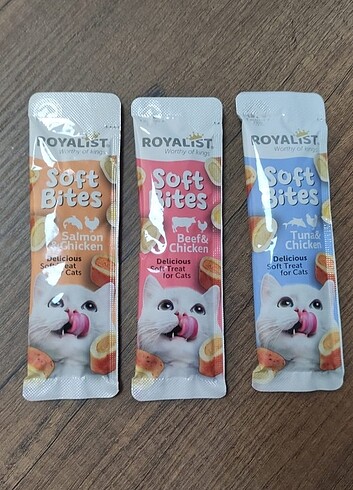 ROYALIST
Worthy of kings
Soft
Bites
Salmon
& Chicken
Delicious
Soft Treat
for Cats
ROYALIST
Worthy of kings
Soft
Bites
Beef&
Chicken
Delicious
Soft Treat
for Cats
ROYALIST
Worthy of kings
Soft
Bites
Tuna&
Chicken
Delicious
Soft Treat
for Cats